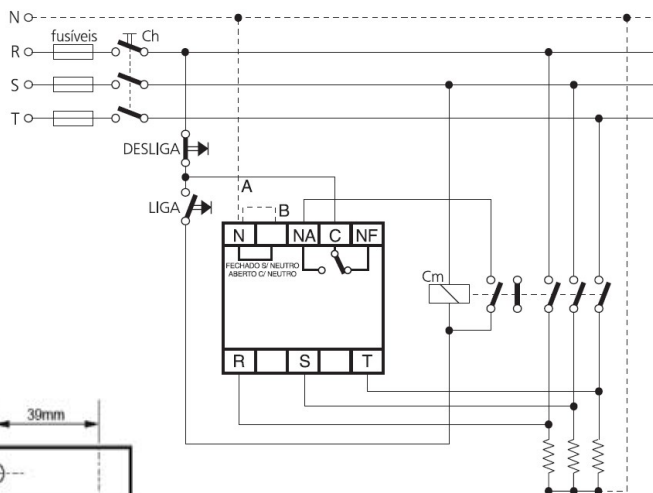 N
R fusíveis Ch
S
T
DESLIGA
A
LIGA
B
N NA C NF
FECHADO S/ NEUTRO
ABERTO C/ NEUTRO
Cm
R S T
39mm